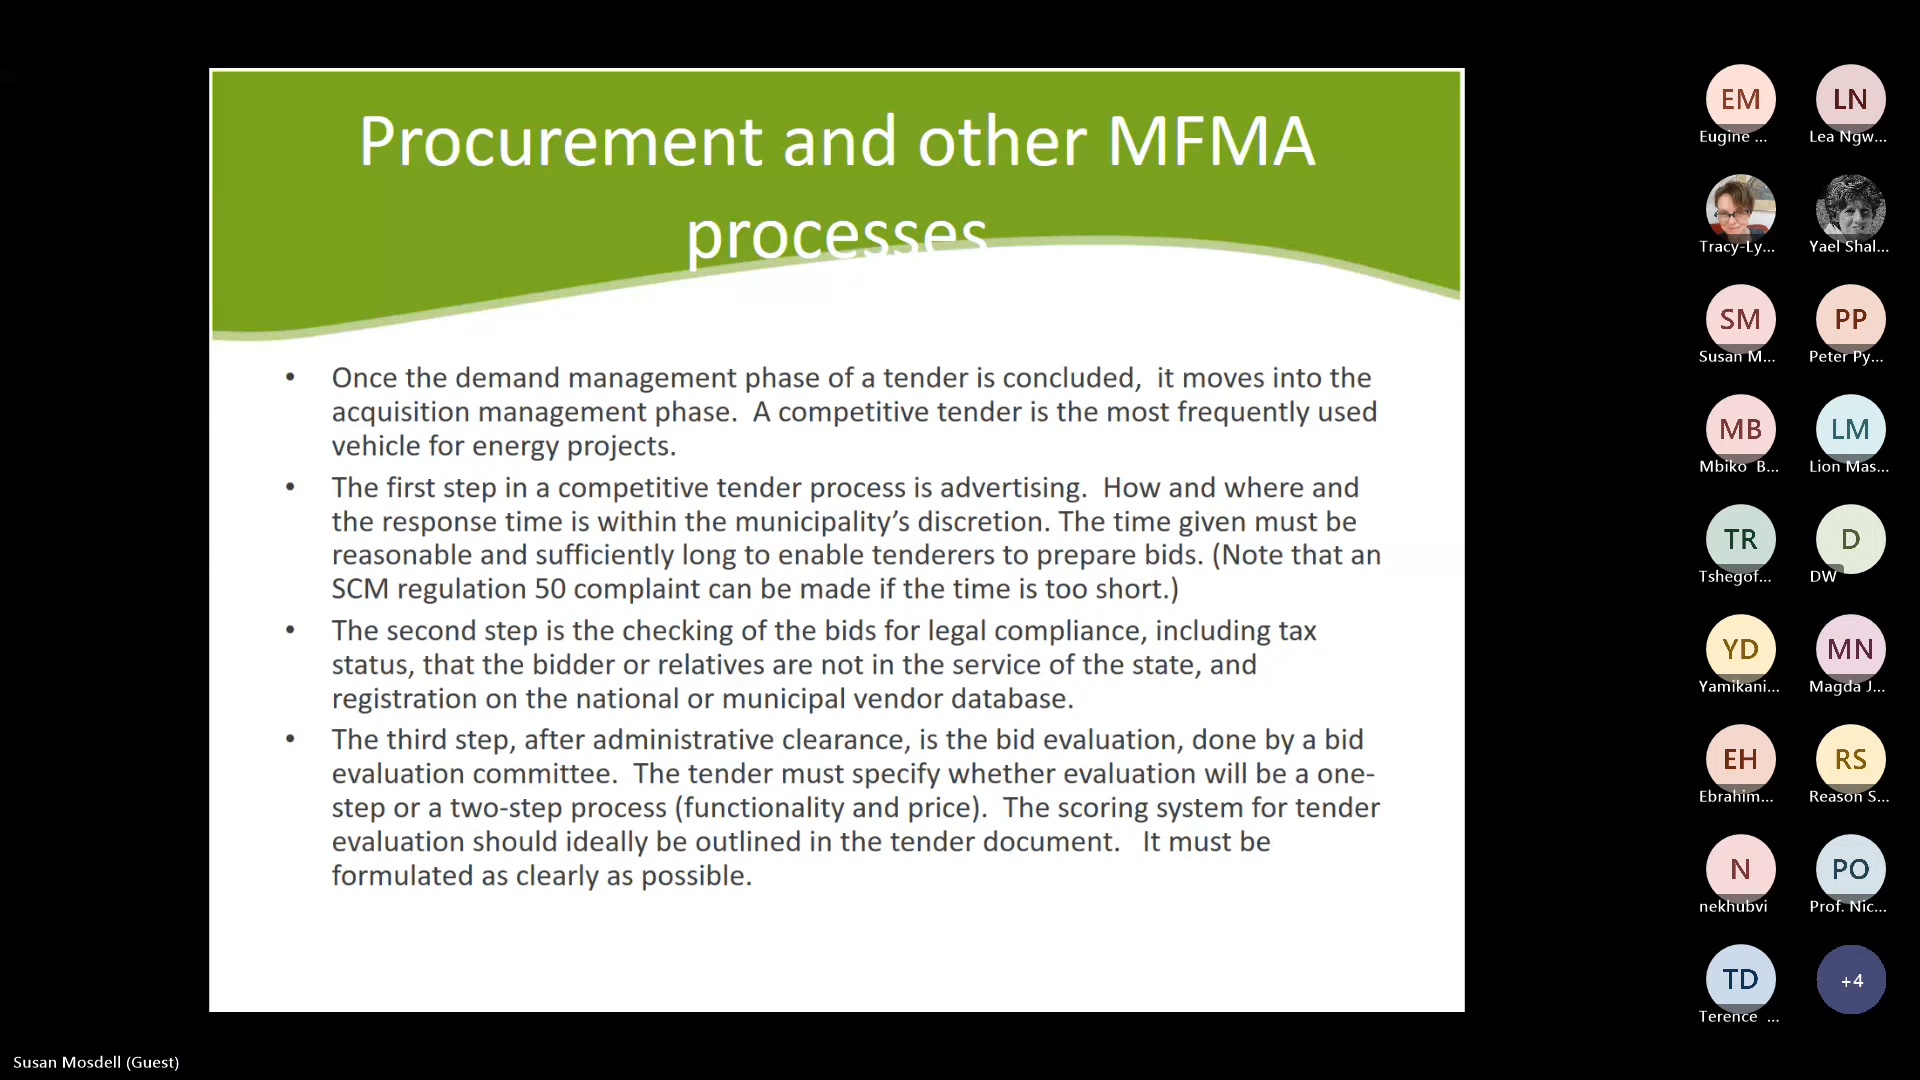 Procurement and other MFMA
processes
• Once the demand management phase of a tender is concluded,  it moves into the
acquisition management phase.  A competitive tender is the most frequently used
vehicle for energy projects.
• The first step in a competitive tender process is advertising.  How and where and
the response time is within the municipality’s discretion. The time given must be
reasonable and sufficiently long to enable tenderers to prepare bids. (Note that an
SCM regulation 50 complaint can be made if the time is too short.)
• The second step is the checking of the bids for legal compliance, including tax
status, that the bidder or relatives are not in the service of the state, and
registration on the national or municipal vendor database.
• The third step, after administrative clearance, is the bid evaluation, done by a bid
evaluation committee.  The tender must specify whether evaluation will be a one-
step or a two-step process (functionality and price).  The scoring system for tender
evaluation should ideally be outlined in the tender document.   It must be
formulated as clearly as possible.
EM LN
Eugine ... Lea Ngw...
Tracy-Ly... Yael Shal...
SM PP
Susan M... Peter Py...
MB LM
Mbiko  B... Lion Mas...
TR D
Tshegof... DW
YD MN
Yamikani... Magda J...
EH RS
Ebrahim... Reason S...
N PO
nekhubvi Prof. Nic...
TD +4
Terence  ...
Susan Mosdell (Guest)